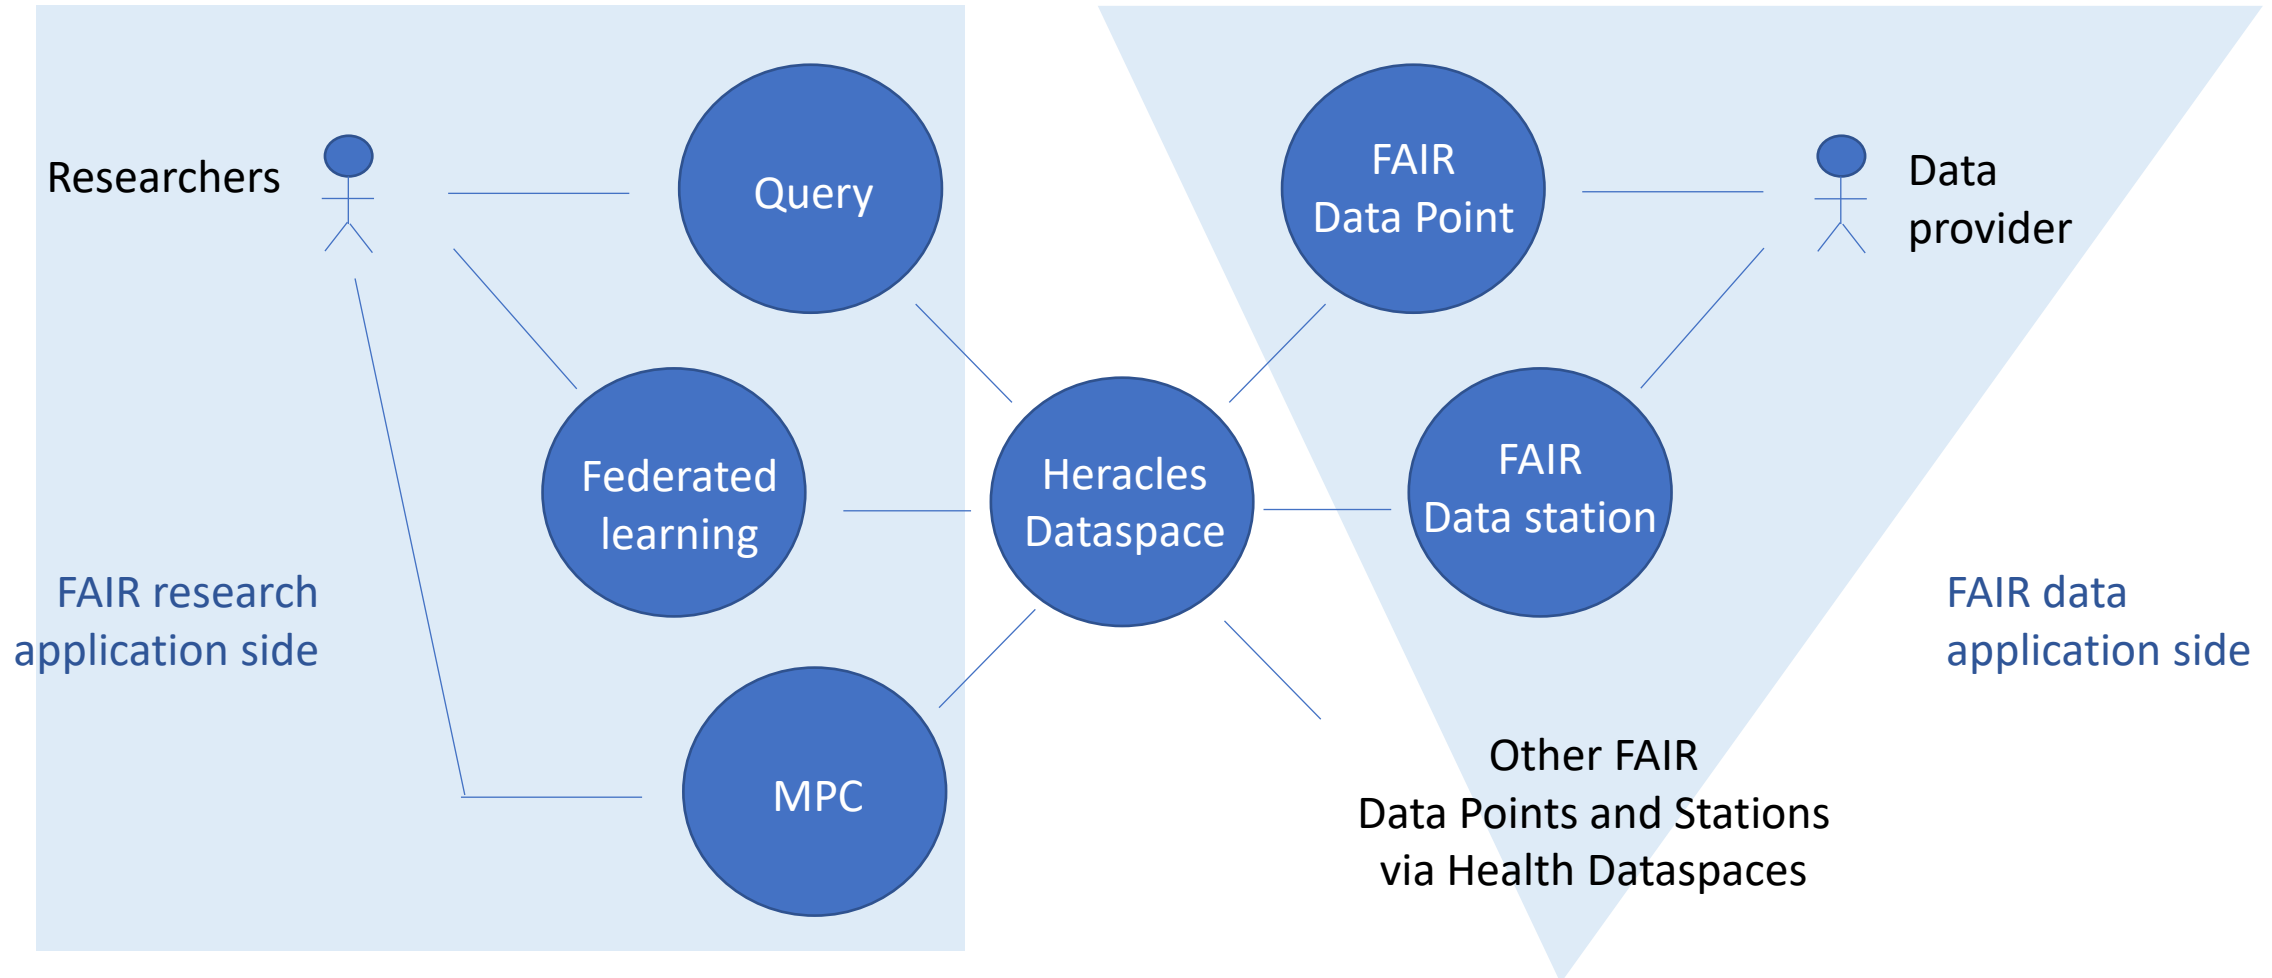 Researchers
Query
FAIR
Data Point
Data
provider
Federated
learning
Heracles
Dataspace
FAIR
Data station
FAIR research
application side
FAIR data
application side
MPC
Other FAIR
Data Points and Stations
via Health Dataspaces